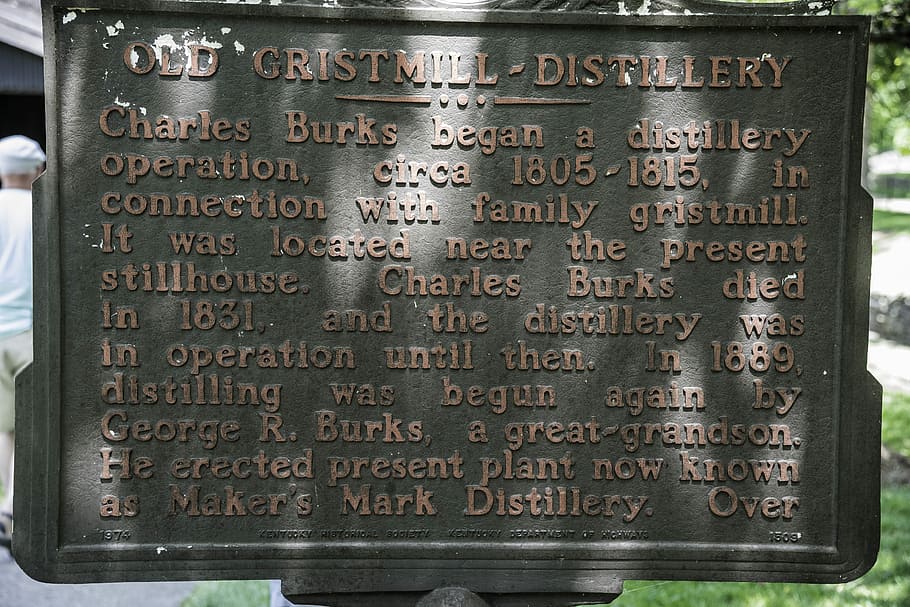 OLD GRISTMILL-DISTILLERY
Charles Burks began a distillery
operation, circa 1805-1815, in
connection with family gristmill.
It was located near the present
stillhouse. Charles Burks died
in 1831, and the distillery was
in operation until then. In 1889,
distilling was begun again by
George R. Burks, a great-grandson.
He erected present plant now known
as Maker's Mark Distillery. Over
1974 KENTUCKY HISTORICAL SOCIETY KENTUCKY DEPARTMENT OF HIGHWAYS 1509